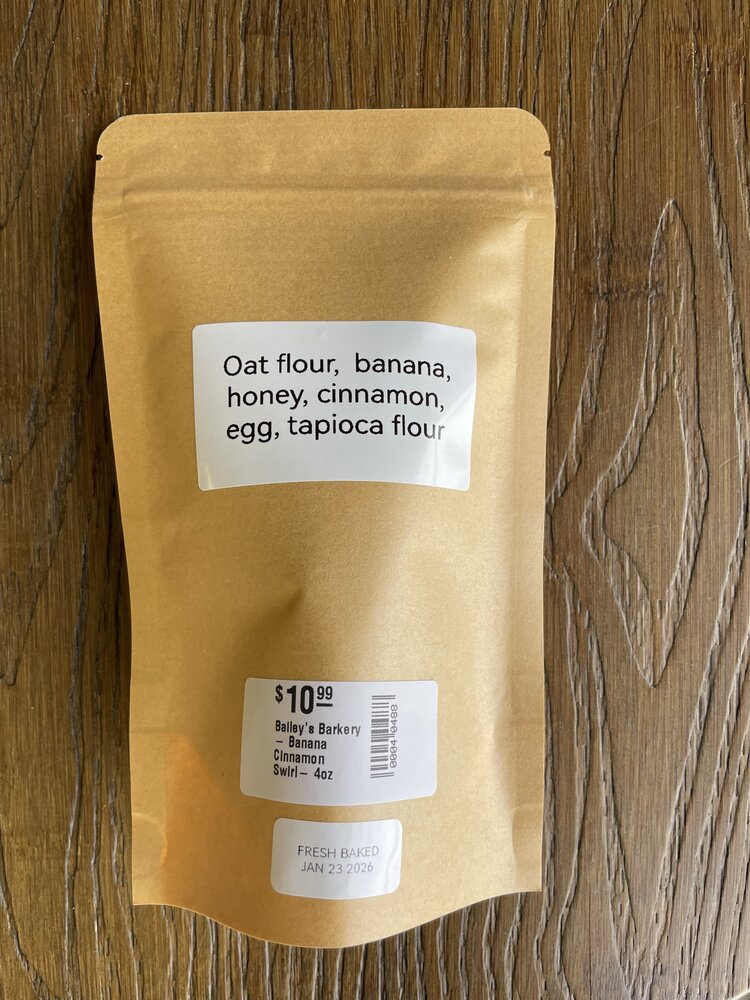 Oat flour, banana,
honey, cinnamon,
egg, tapioca flour
$10.99
Bailey's Barkery
– Banana
Cinnamon
Swirl – 4oz
00040488
FRESH BAKED
JAN 23 2026